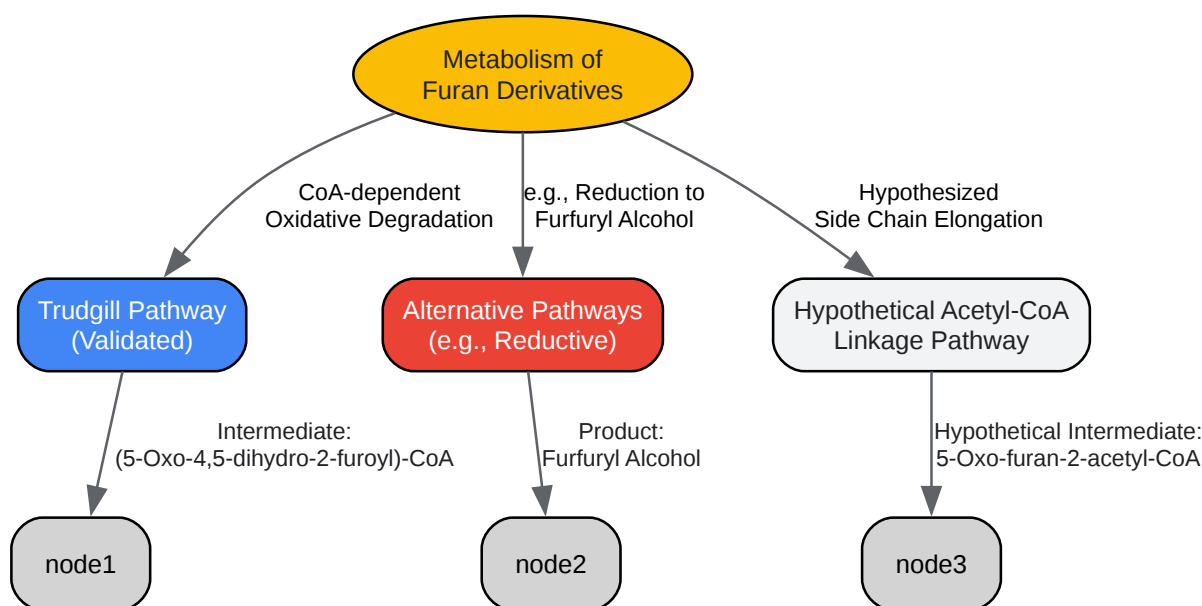 Metabolism of
Furan Derivatives
CoA-dependent
Oxidative Degradation
e.g., Reduction to
Furfuryl Alcohol
Hypothesized
Side Chain Elongation
Trudgill Pathway
(Validated)
Alternative Pathways
(e.g., Reductive)
Hypothetical Acetyl-CoA
Linkage Pathway
Intermediate:
(5-Oxo-4,5-dihydro-2-furoyl)-CoA
Product:
Furfuryl Alcohol
Hypothetical Intermediate:
5-Oxo-furan-2-acetyl-CoA
node1
node2
node3